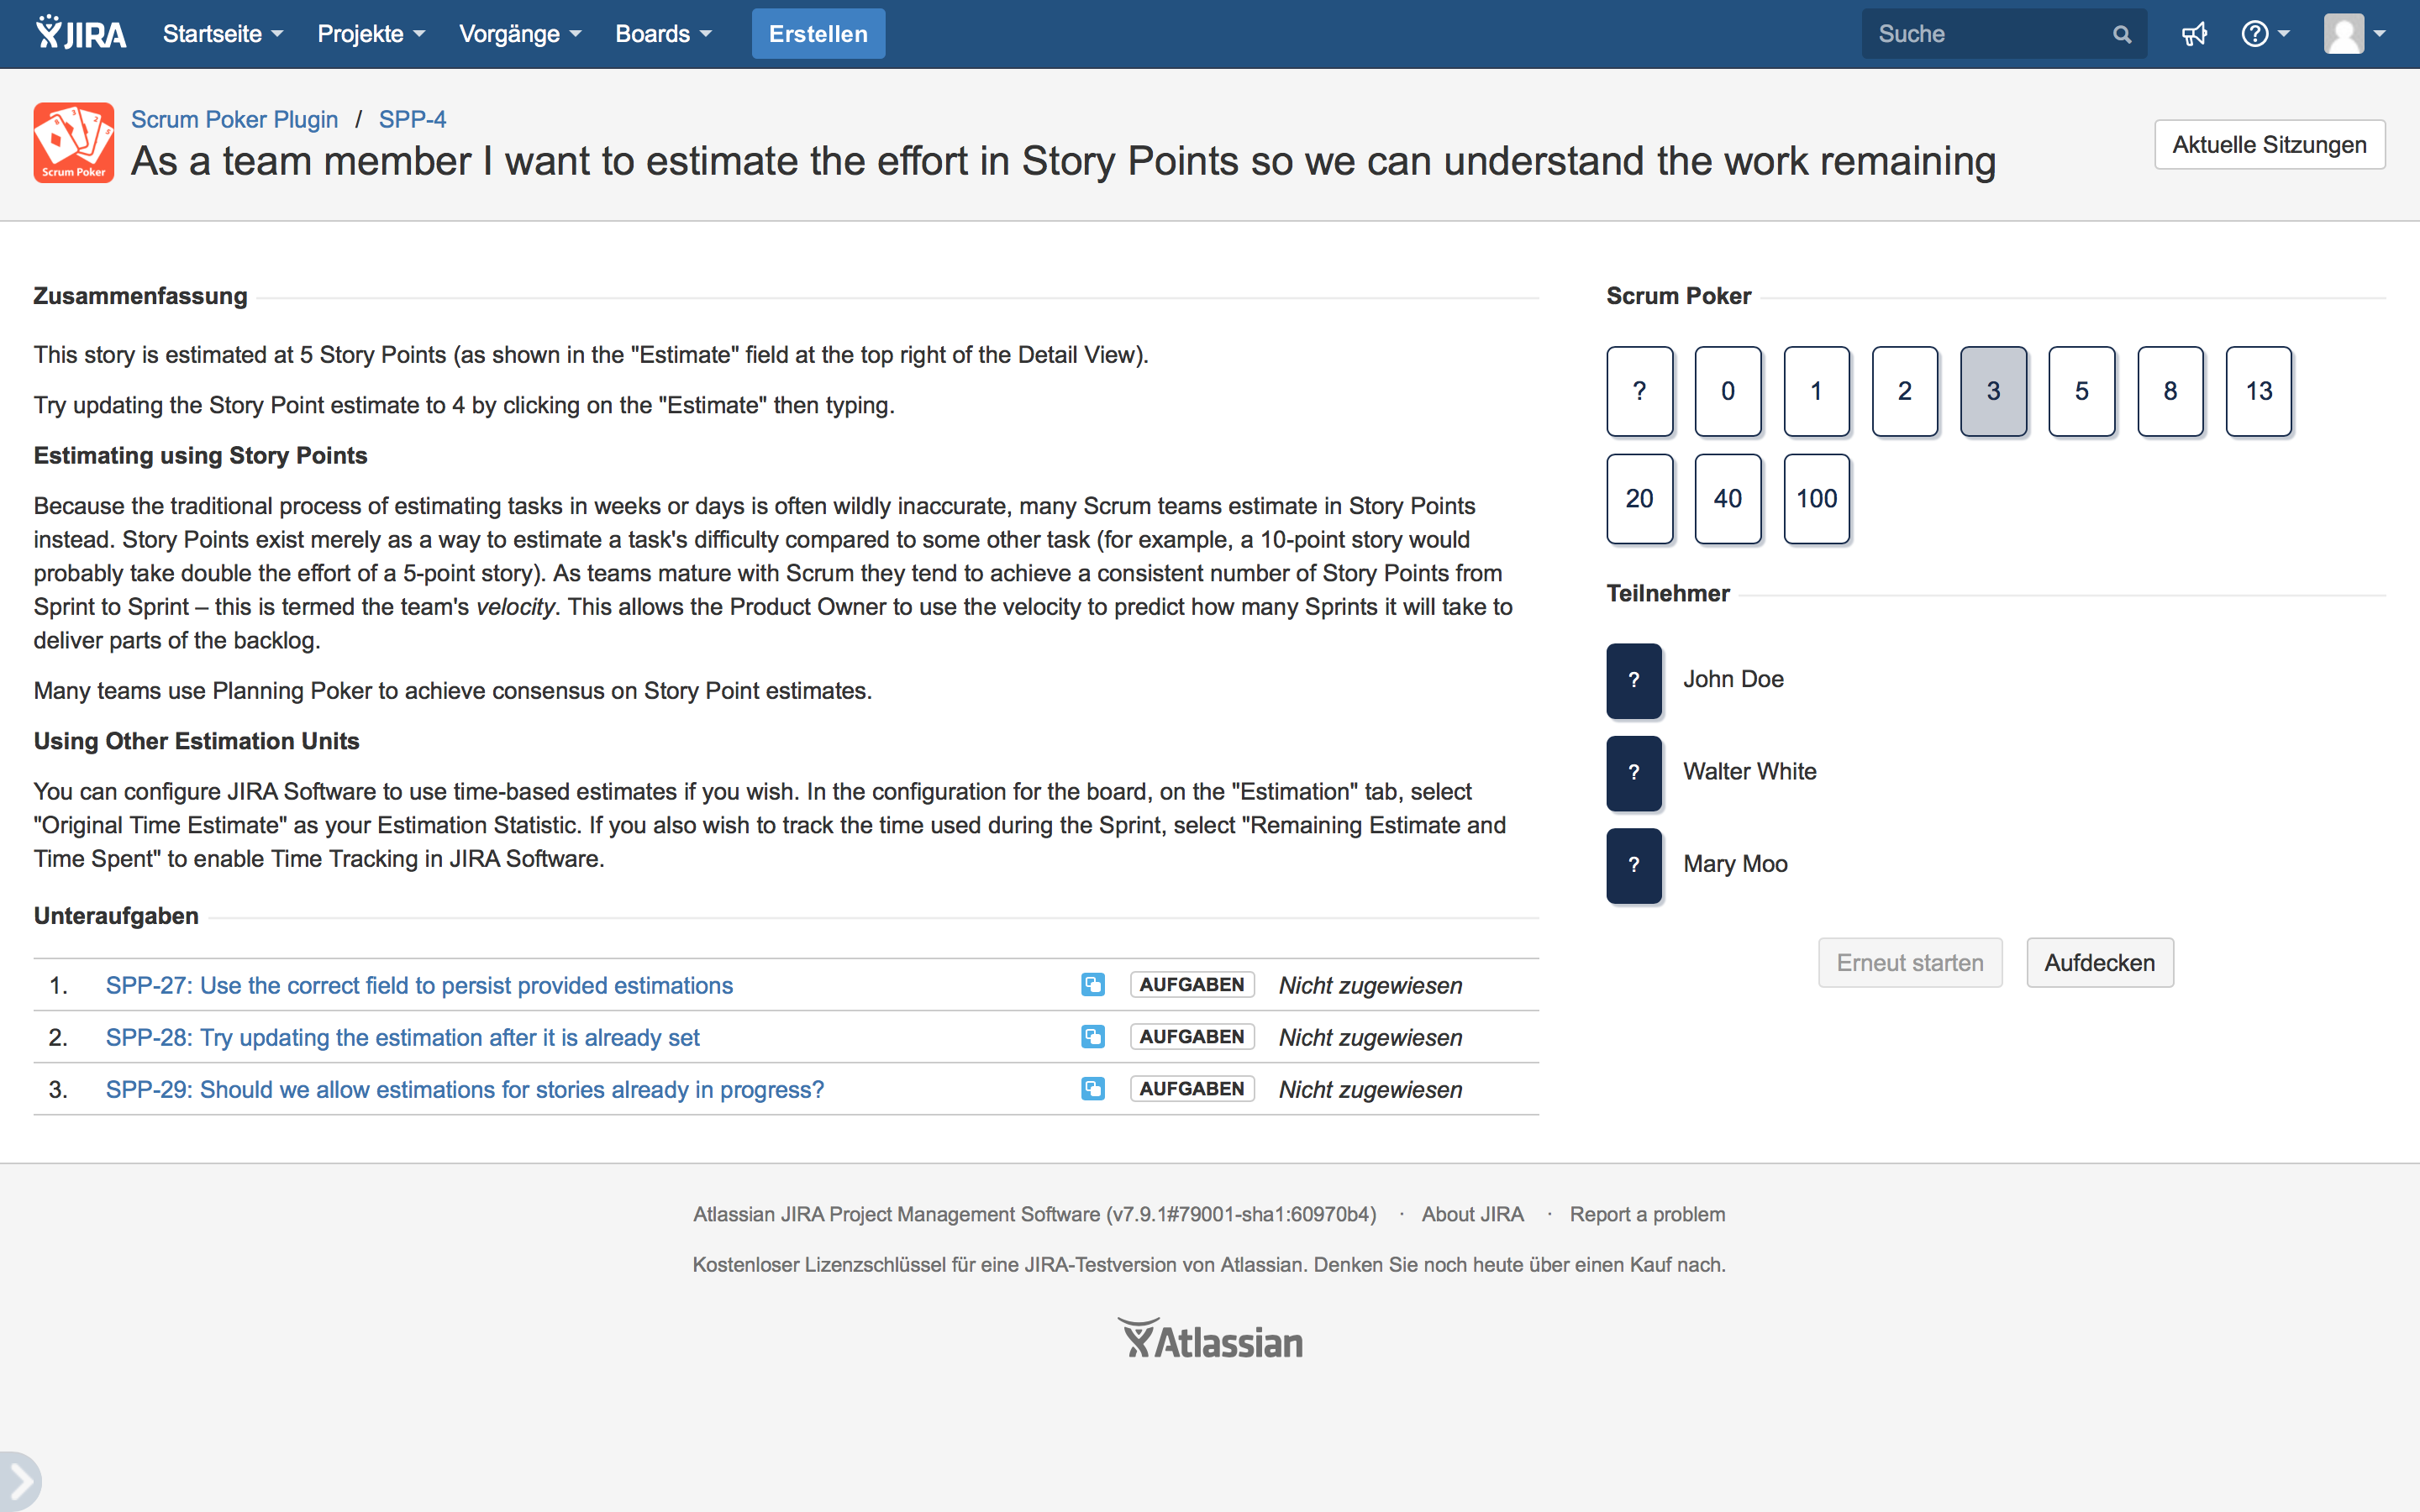 JIRA Startseite Projekte Vorgänge Boards Erstellen Suche
Scrum Poker
Scrum Poker Plugin / SPP-4
As a team member I want to estimate the effort in Story Points so we can understand the work remaining
Aktuelle Sitzungen
Zusammenfassung
This story is estimated at 5 Story Points (as shown in the "Estimate" field at the top right of the Detail View).
Try updating the Story Point estimate to 4 by clicking on the "Estimate" then typing.
Estimating using Story Points
Because the traditional process of estimating tasks in weeks or days is often wildly inaccurate, many Scrum teams estimate in Story Points
instead. Story Points exist merely as a way to estimate a task's difficulty compared to some other task (for example, a 10-point story would
probably take double the effort of a 5-point story). As teams mature with Scrum they tend to achieve a consistent number of Story Points from
Sprint to Sprint – this is termed the team's velocity. This allows the Product Owner to use the velocity to predict how many Sprints it will take to
deliver parts of the backlog.
Many teams use Planning Poker to achieve consensus on Story Point estimates.
Using Other Estimation Units
You can configure JIRA Software to use time-based estimates if you wish. In the configuration for the board, on the "Estimation" tab, select
"Original Time Estimate" as your Estimation Statistic. If you also wish to track the time used during the Sprint, select "Remaining Estimate and
Time Spent" to enable Time Tracking in JIRA Software.
Unteraufgaben
1. SPP-27: Use the correct field to persist provided estimations AUFGABEN Nicht zugewiesen
2. SPP-28: Try updating the estimation after it is already set AUFGABEN Nicht zugewiesen
3. SPP-29: Should we allow estimations for stories already in progress? AUFGABEN Nicht zugewiesen
Scrum Poker
? 0 1 2 3 5 8 13
20 40 100
Teilnehmer
? John Doe
? Walter White
? Mary Moo
Erneut starten Aufdecken
Atlassian JIRA Project Management Software (v7.9.1#79001-sha1:60970b4) · About JIRA · Report a problem
Kostenloser Lizenzschlüssel für eine JIRA-Testversion von Atlassian. Denken Sie noch heute über einen Kauf nach.
Atlassian